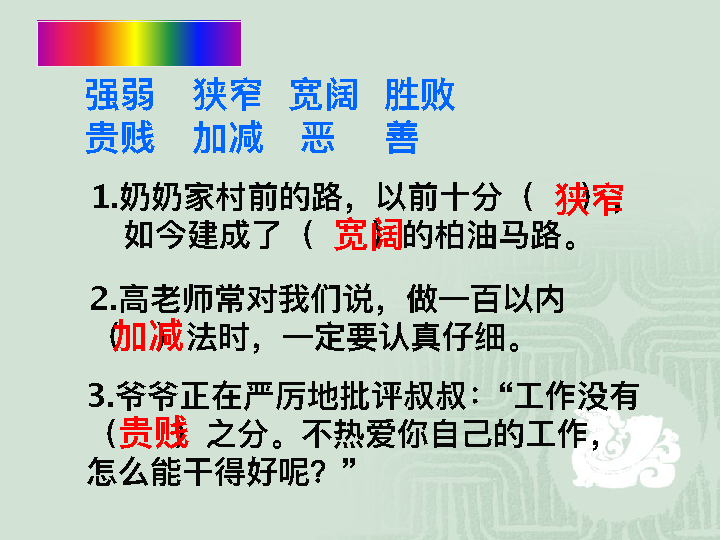 强弱 狭窄 宽阔 胜败
贵贱 加减 恶 善
1.奶奶家村前的路，以前十分（狭窄），
如今建成了（宽阔）的柏油马路。
2.高老师常对我们说，做一百以内
（加减）法时，一定要认真仔细。
3.爷爷正在严厉地批评叔叔：“工作没有
（贵贱）之分。不热爱你自己的工作，
怎么能干得好呢？”